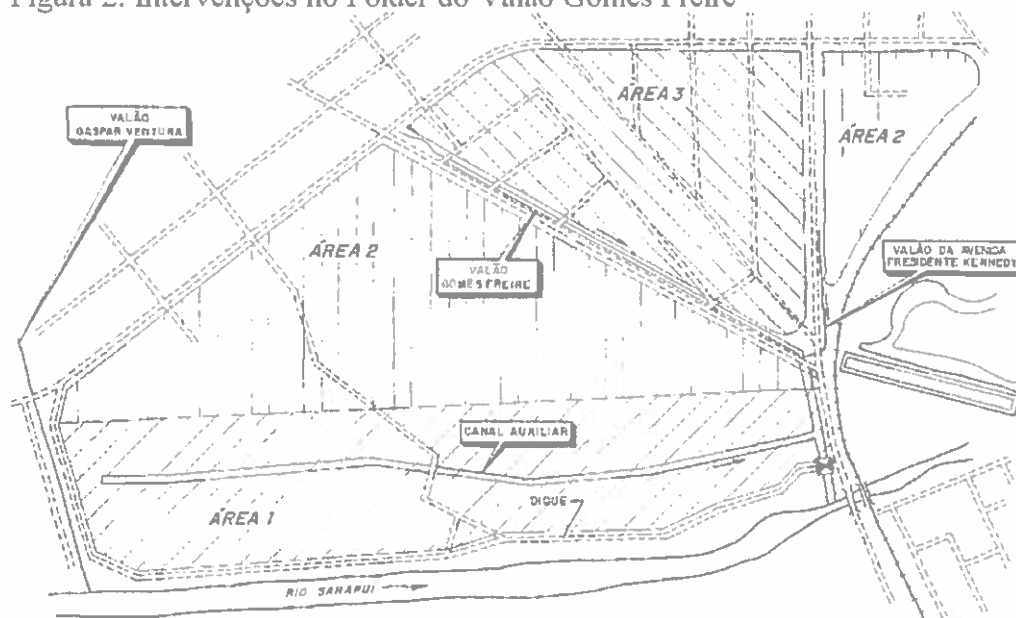 Figura 2: Intervenções no Pôlder do Valão Gomes Freire
VALÃO
GASPAR VENTURA
ÁREA 3
ÁREA 2
ÁREA 2
VALÃO
GOMES FREIRE
VALÃO DA AVENIDA
PRESIDENTE KENNEDY
CANAL AUXILIAR
ÁREA 1
DIQUE
RIO SARAPUÍ